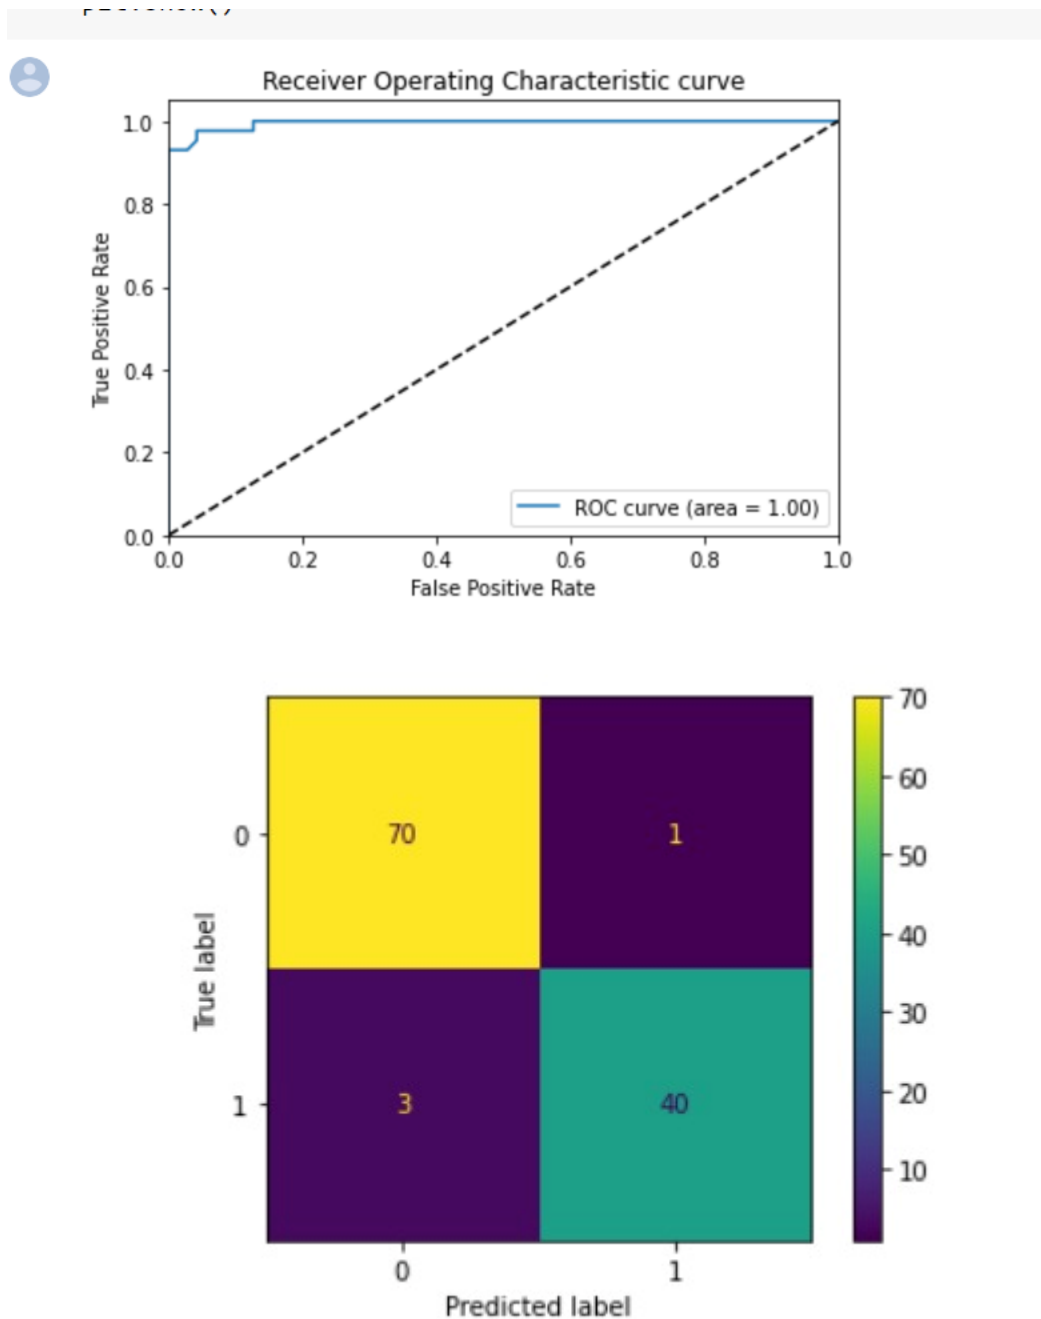 Receiver Operating Characteristic curve
1.0
0.8
0.6
0.4
0.2
0.0
True Positive Rate
ROC curve (area = 1.00)
0.0 0.2 0.4 0.6 0.8 1.0
False Positive Rate
70 1
3 40
0
1
True label
0 1
Predicted label
70
60
50
40
30
20
10